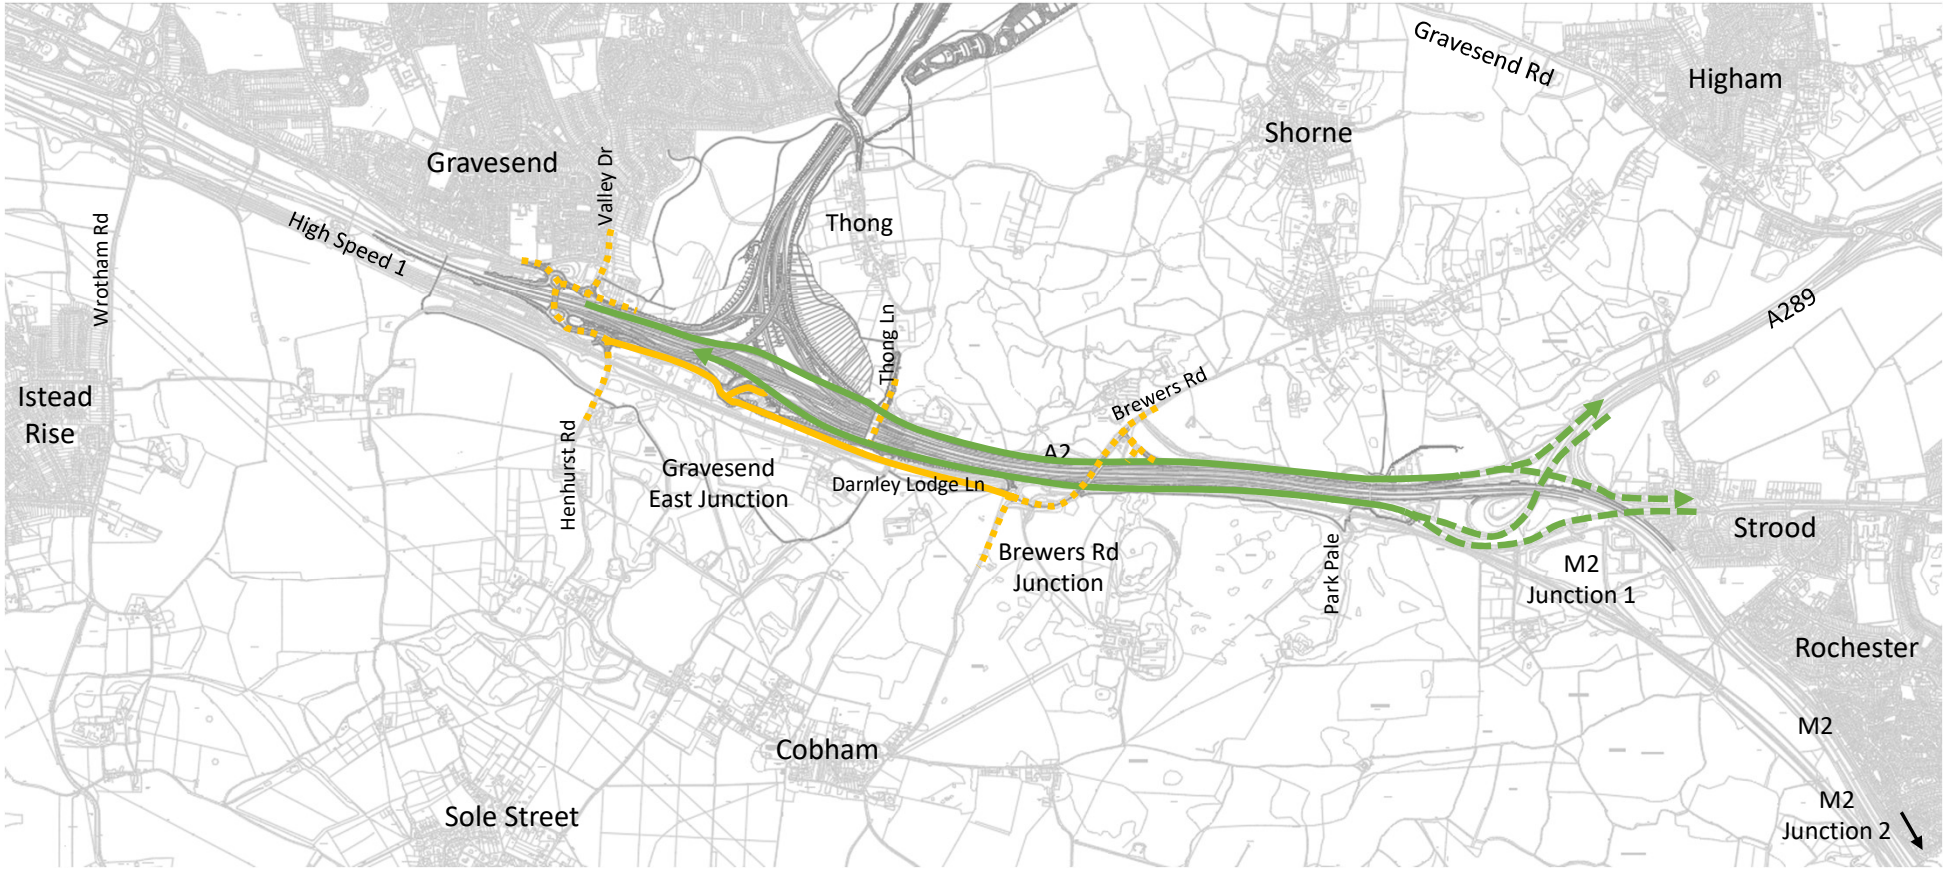 Gravesend Rd
Higham
Shorne
Gravesend
Valley Dr
Thong
Wrotham Rd
High Speed 1
A289
Thong Ln
Istead
Rise
Brewers Rd
Henhurst Rd
A2
Gravesend
East Junction
Darnley Lodge Ln
Strood
Brewers Rd
Junction
Park Pale
M2
Junction 1
Rochester
M2
Cobham
Sole Street
M2
Junction 2